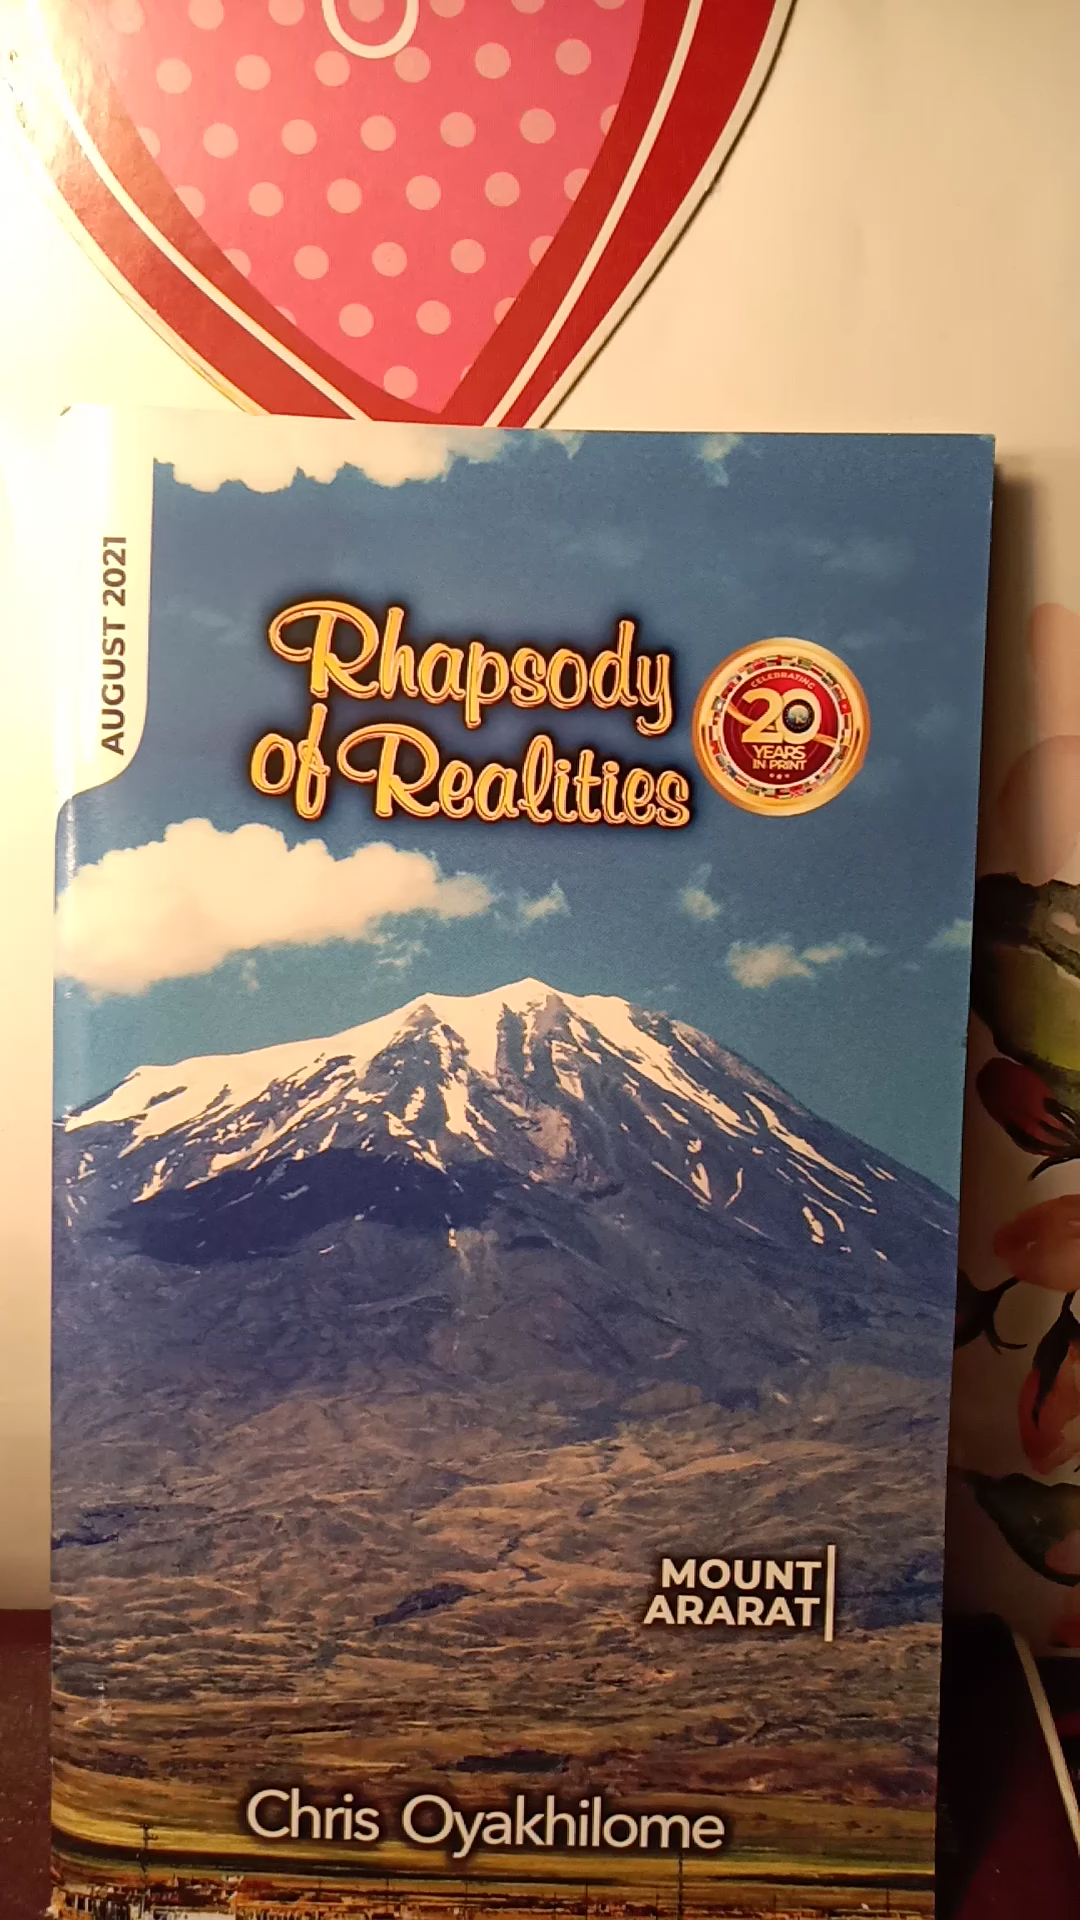 AUGUST 2021
Rhapsody
of Realities
CELEBRATING
20
YEARS
IN PRINT
MOUNT
ARARAT
Chris Oyakhilome